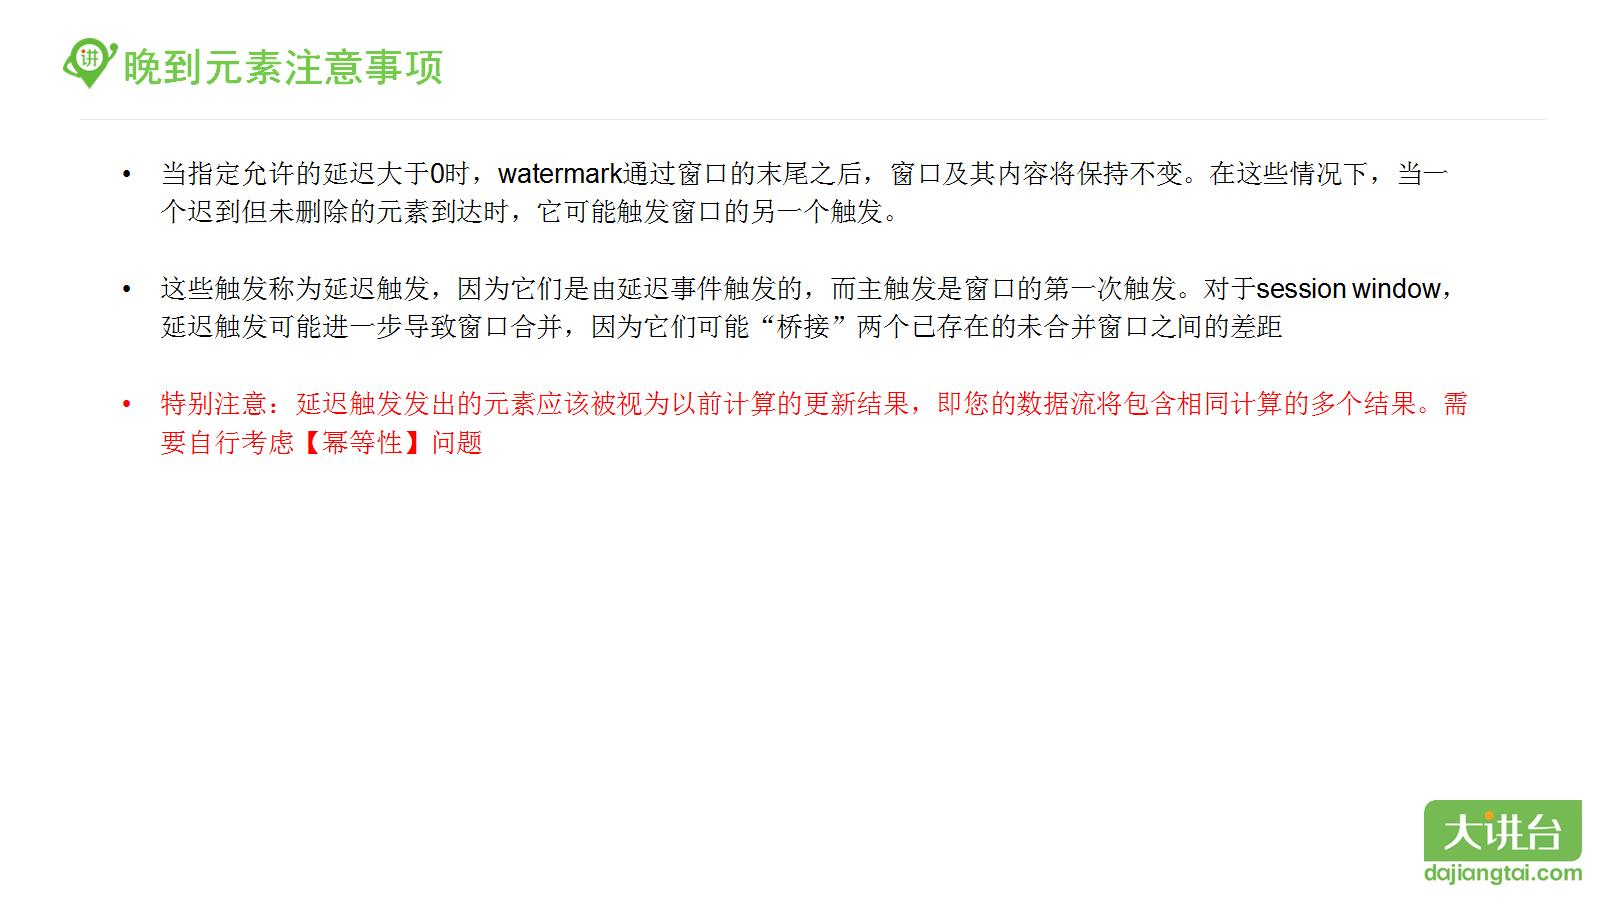 讲
晚到元素注意事项
• 当指定允许的延迟大于0时，watermark通过窗口的末尾之后，窗口及其内容将保持不变。在这些情况下，当一
个迟到但未删除的元素到达时，它可能触发窗口的另一个触发。
• 这些触发称为延迟触发，因为它们是由延迟事件触发的，而主触发是窗口的第一次触发。对于session window，
延迟触发可能进一步导致窗口合并，因为它们可能“桥接”两个已存在的未合并窗口之间的差距
• 特别注意：延迟触发发出的元素应该被视为以前计算的更新结果，即您的数据流将包含相同计算的多个结果。需
要自行考虑【幂等性】问题
大讲台
dajiangtai.com